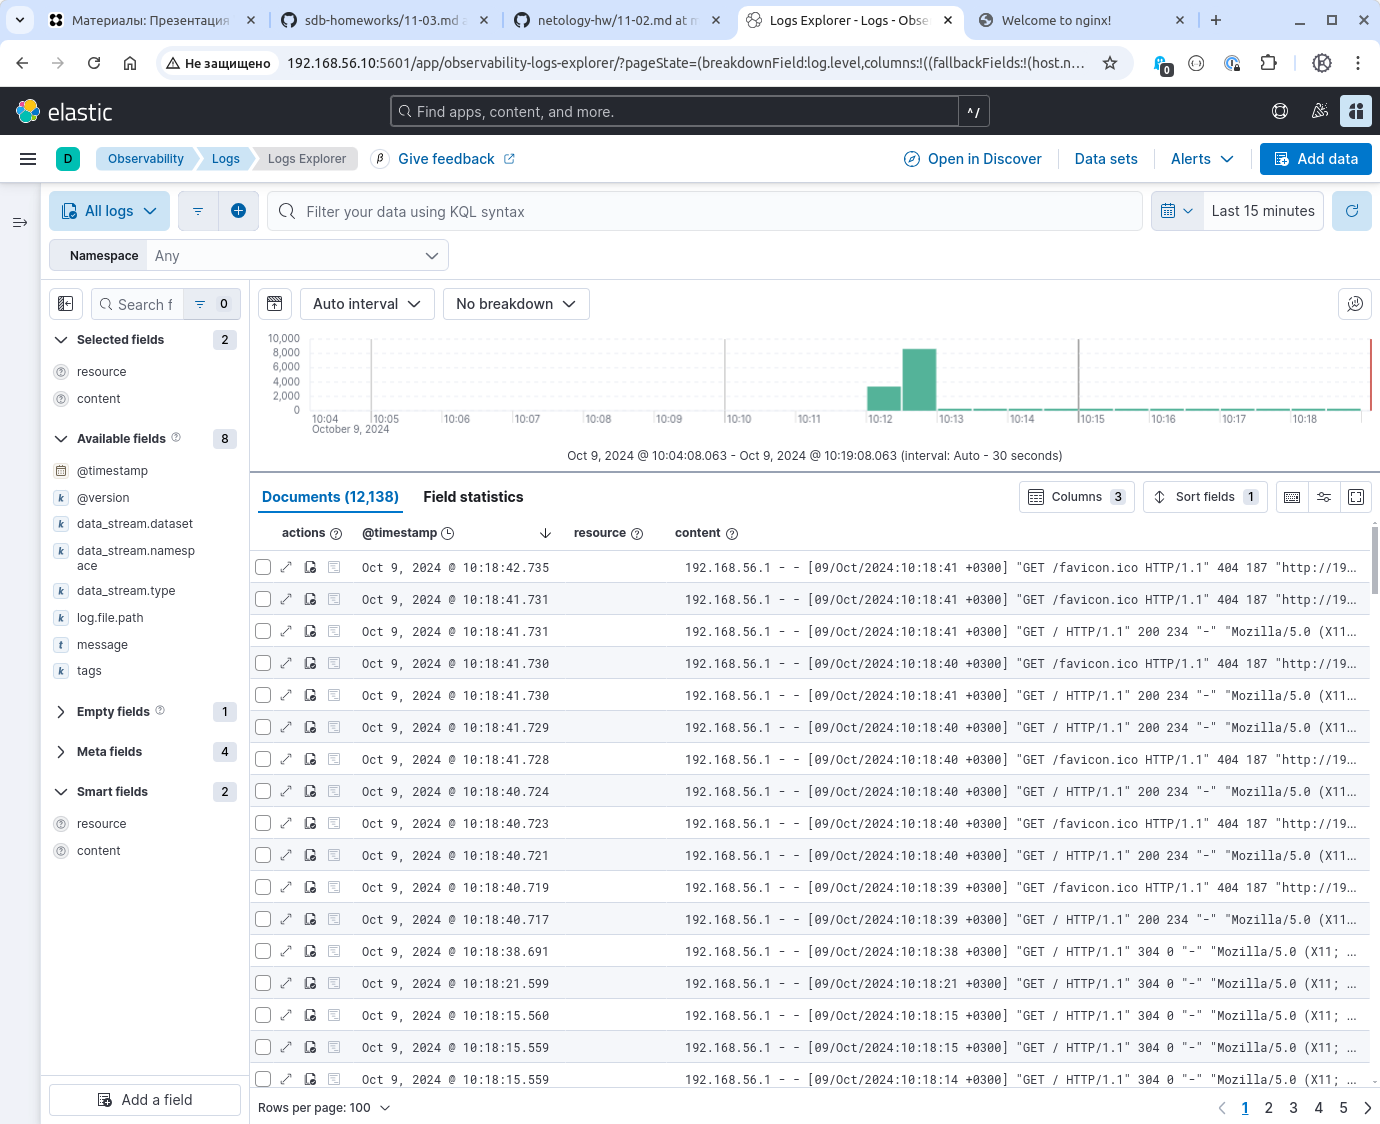 Материалы: Презентация
sdb-homeworks/11-03.md a
netology-hw/11-02.md at m
Logs Explorer - Logs - Obse
Welcome to nginx!
Не защищено
192.168.56.10:5601/app/observability-logs-explorer/?pageState=(breakdownField:log.level,columns:!((fallbackFields:!(host.n...
0
elastic
Find apps, content, and more.
^ /
D
Observability
Logs
Logs Explorer
β
Give feedback
Open in Discover
Data sets
Alerts
Add data
All logs
Filter your data using KQL syntax
Last 15 minutes
Namespace
Any
Search f
0
Selected fields
2
resource
content
Available fields
8
@timestamp
k @version
k data_stream.dataset
k data_stream.namesp
ace
k data_stream.type
k log.file.path
t message
k tags
Empty fields
1
Meta fields
4
Smart fields
2
resource
content
Add a field
Auto interval
No breakdown
10,000
8,000
6,000
4,000
2,000
0
10:04 10:05 10:06 10:07 10:08 10:09 10:10 10:11 10:12 10:13 10:14 10:15 10:16 10:17 10:18
October 9, 2024
Oct 9, 2024 @ 10:04:08.063 - Oct 9, 2024 @ 10:19:08.063 (interval: Auto - 30 seconds)
Documents (12,138)
Field statistics
Columns 3
Sort fields 1
actions @timestamp resource content
Oct 9, 2024 @ 10:18:42.735 192.168.56.1 - - [09/Oct/2024:10:18:41 +0300] "GET /favicon.ico HTTP/1.1" 404 187 "http://19...
Oct 9, 2024 @ 10:18:41.731 192.168.56.1 - - [09/Oct/2024:10:18:41 +0300] "GET /favicon.ico HTTP/1.1" 404 187 "http://19...
Oct 9, 2024 @ 10:18:41.731 192.168.56.1 - - [09/Oct/2024:10:18:41 +0300] "GET / HTTP/1.1" 200 234 "-" "Mozilla/5.0 (X11...
Oct 9, 2024 @ 10:18:41.730 192.168.56.1 - - [09/Oct/2024:10:18:40 +0300] "GET /favicon.ico HTTP/1.1" 404 187 "http://19...
Oct 9, 2024 @ 10:18:41.730 192.168.56.1 - - [09/Oct/2024:10:18:41 +0300] "GET / HTTP/1.1" 200 234 "-" "Mozilla/5.0 (X11...
Oct 9, 2024 @ 10:18:41.729 192.168.56.1 - - [09/Oct/2024:10:18:40 +0300] "GET / HTTP/1.1" 200 234 "-" "Mozilla/5.0 (X11...
Oct 9, 2024 @ 10:18:41.728 192.168.56.1 - - [09/Oct/2024:10:18:40 +0300] "GET /favicon.ico HTTP/1.1" 404 187 "http://19...
Oct 9, 2024 @ 10:18:40.724 192.168.56.1 - - [09/Oct/2024:10:18:40 +0300] "GET / HTTP/1.1" 200 234 "-" "Mozilla/5.0 (X11...
Oct 9, 2024 @ 10:18:40.723 192.168.56.1 - - [09/Oct/2024:10:18:40 +0300] "GET /favicon.ico HTTP/1.1" 404 187 "http://19...
Oct 9, 2024 @ 10:18:40.721 192.168.56.1 - - [09/Oct/2024:10:18:40 +0300] "GET / HTTP/1.1" 200 234 "-" "Mozilla/5.0 (X11...
Oct 9, 2024 @ 10:18:40.719 192.168.56.1 - - [09/Oct/2024:10:18:39 +0300] "GET /favicon.ico HTTP/1.1" 404 187 "http://19...
Oct 9, 2024 @ 10:18:40.717 192.168.56.1 - - [09/Oct/2024:10:18:39 +0300] "GET / HTTP/1.1" 200 234 "-" "Mozilla/5.0 (X11...
Oct 9, 2024 @ 10:18:38.691 192.168.56.1 - - [09/Oct/2024:10:18:38 +0300] "GET / HTTP/1.1" 304 0 "-" "Mozilla/5.0 (X11; ...
Oct 9, 2024 @ 10:18:21.599 192.168.56.1 - - [09/Oct/2024:10:18:21 +0300] "GET / HTTP/1.1" 304 0 "-" "Mozilla/5.0 (X11; ...
Oct 9, 2024 @ 10:18:15.560 192.168.56.1 - - [09/Oct/2024:10:18:15 +0300] "GET / HTTP/1.1" 304 0 "-" "Mozilla/5.0 (X11; ...
Oct 9, 2024 @ 10:18:15.559 192.168.56.1 - - [09/Oct/2024:10:18:15 +0300] "GET / HTTP/1.1" 304 0 "-" "Mozilla/5.0 (X11; ...
Oct 9, 2024 @ 10:18:15.559 192.168.56.1 - - [09/Oct/2024:10:18:14 +0300] "GET / HTTP/1.1" 304 0 "-" "Mozilla/5.0 (X11; ...
Rows per page: 100
1 2 3 4 5